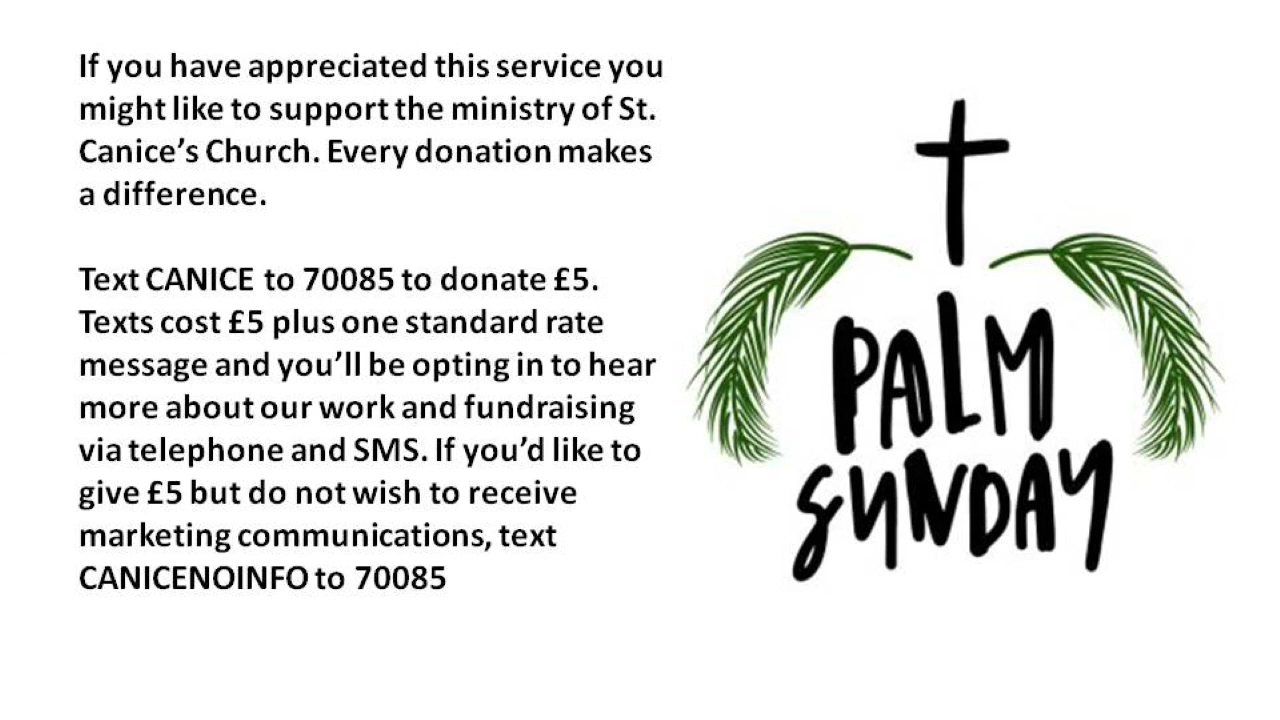 If you have appreciated this service you
might like to support the ministry of St.
Canice’s Church. Every donation makes
a difference.
Text CANICE to 70085 to donate £5.
Texts cost £5 plus one standard rate
message and you’ll be opting in to hear
more about our work and fundraising
via telephone and SMS. If you’d like to
give £5 but do not wish to receive
marketing communications, text
CANICENOINFO to 70085
PALM
SUNDAY